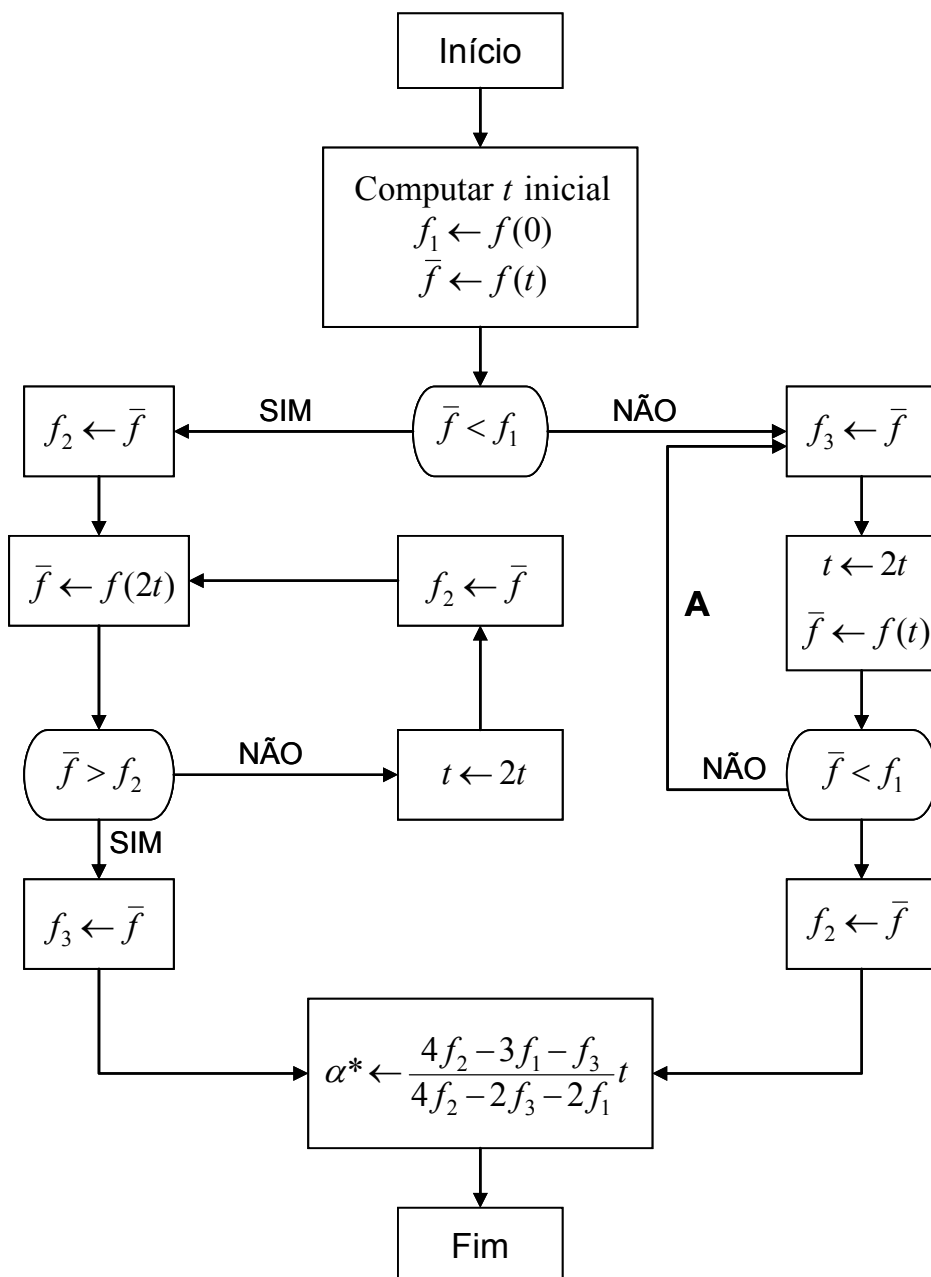 Início
Computar t inicial
f₁ ← f(0)
f̄ ← f(t)
f̄ < f₁
SIM
NÃO
f₂ ← f̄
f₃ ← f̄
f̄ ← f(2t)
f₂ ← f̄
A
t ← 2t
f̄ ← f(t)
f̄ > f₂
NÃO
t ← 2t
NÃO
f̄ < f₁
SIM
f₃ ← f̄
f₂ ← f̄
α* ← (4f₂ − 3f₁ − f₃)/(4f₂ − 2f₃ − 2f₁) t
Fim